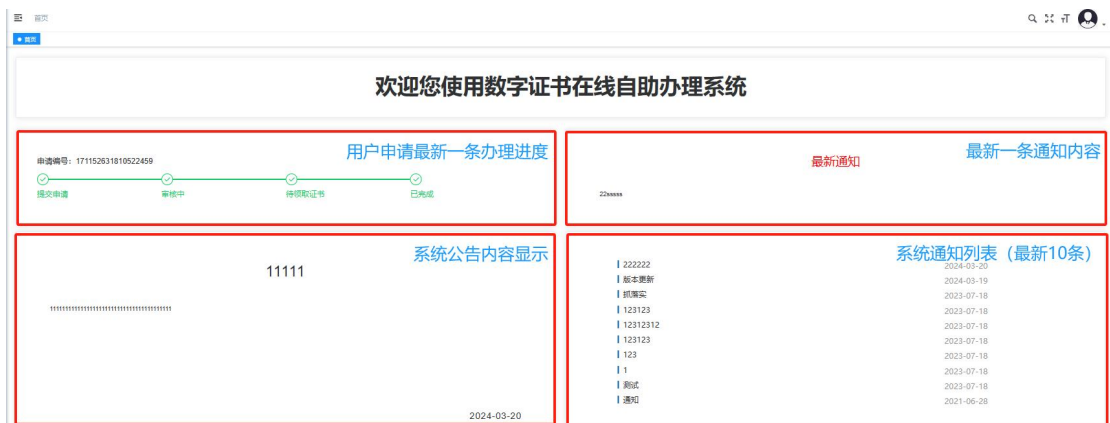 首页
首页
欢迎您使用数字证书在线自助办理系统
用户申请最新一条办理进度
申请编号：171152631810522459
提交申请 审核中 待领取证书 已完成
最新一条通知内容
最新通知
22sssss
系统公告内容显示
11111
2024-03-20
系统通知列表（最新10条）
222222 2024-03-20
版本更新 2024-03-19
抓落实 2023-07-18
123123 2023-07-18
12312312 2023-07-18
123123 2023-07-18
123 2023-07-18
1 2023-07-18
测试 2023-07-18
通知 2021-06-28